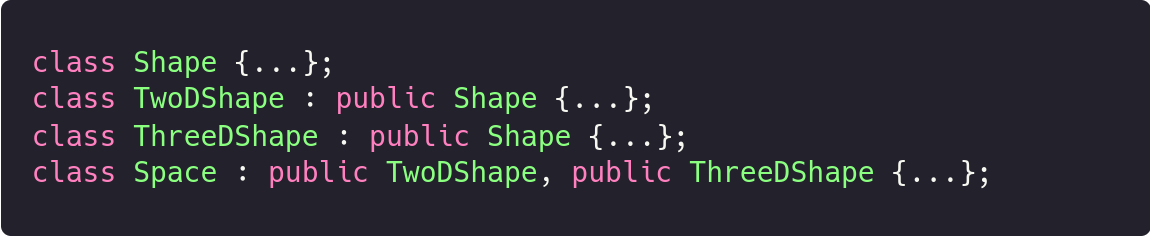 class Shape {...};
class TwoDShape : public Shape {...};
class ThreeDShape : public Shape {...};
class Space : public TwoDShape, public ThreeDShape {...};